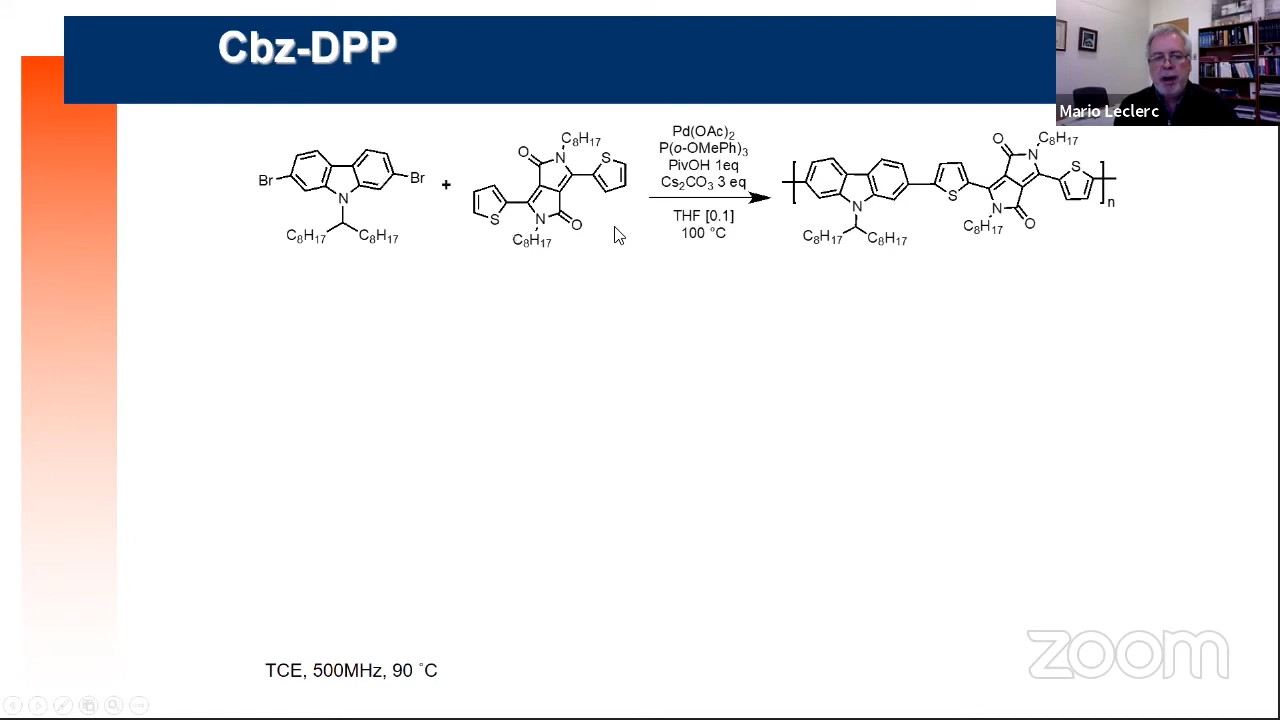 Cbz-DPP
Mario Leclerc
Br
N
Br
C8H17
C8H17
+
C8H17
O
N
S
S
N
O
C8H17
Pd(OAc)2
P(o-OMePh)3
PivOH 1eq
Cs2CO3 3 eq
THF [0.1]
100 °C
N
C8H17
C8H17
S
O
N
C8H17
S
N
O
C8H17
n
TCE, 500MHz, 90 °C
zoom